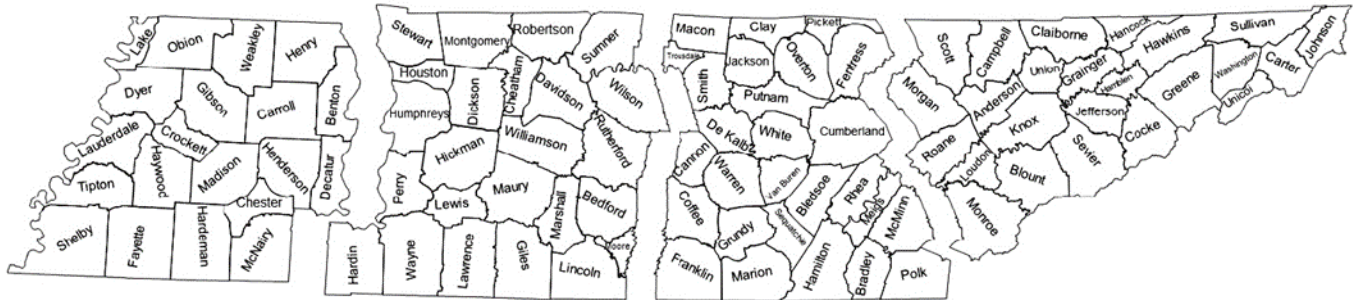 Lake
Obion
Weakley
Henry
Dyer
Gibson
Carroll
Benton
Lauderdale
Crockett
Haywood
Madison
Henderson
Decatur
Tipton
Chester
Shelby
Fayette
Hardeman
McNairy
Stewart
Montgomery
Robertson
Sumner
Houston
Humphreys
Dickson
Cheatham
Davidson
Wilson
Hickman
Williamson
Rutherford
Perry
Lewis
Maury
Marshall
Bedford
Moore
Hardin
Wayne
Lawrence
Giles
Lincoln
Macon
Clay
Pickett
Trousdale
Smith
Jackson
Overton
Fertress
Putnam
De Kalb
White
Cumberland
Cannon
Warren
Van Buren
Bledsoe
Rhea
Meigs
McMinn
Coffee
Grundy
Sequatchie
Franklin
Marion
Hamilton
Bradley
Polk
Scott
Campbell
Claiborne
Hancock
Hawkins
Sullivan
Johnson
Morgan
Anderson
Union
Grainger
Hamblen
Greene
Washington
Carter
Unicoi
Roane
Loudon
Knox
Jefferson
Cocke
Sevier
Blount
Monroe